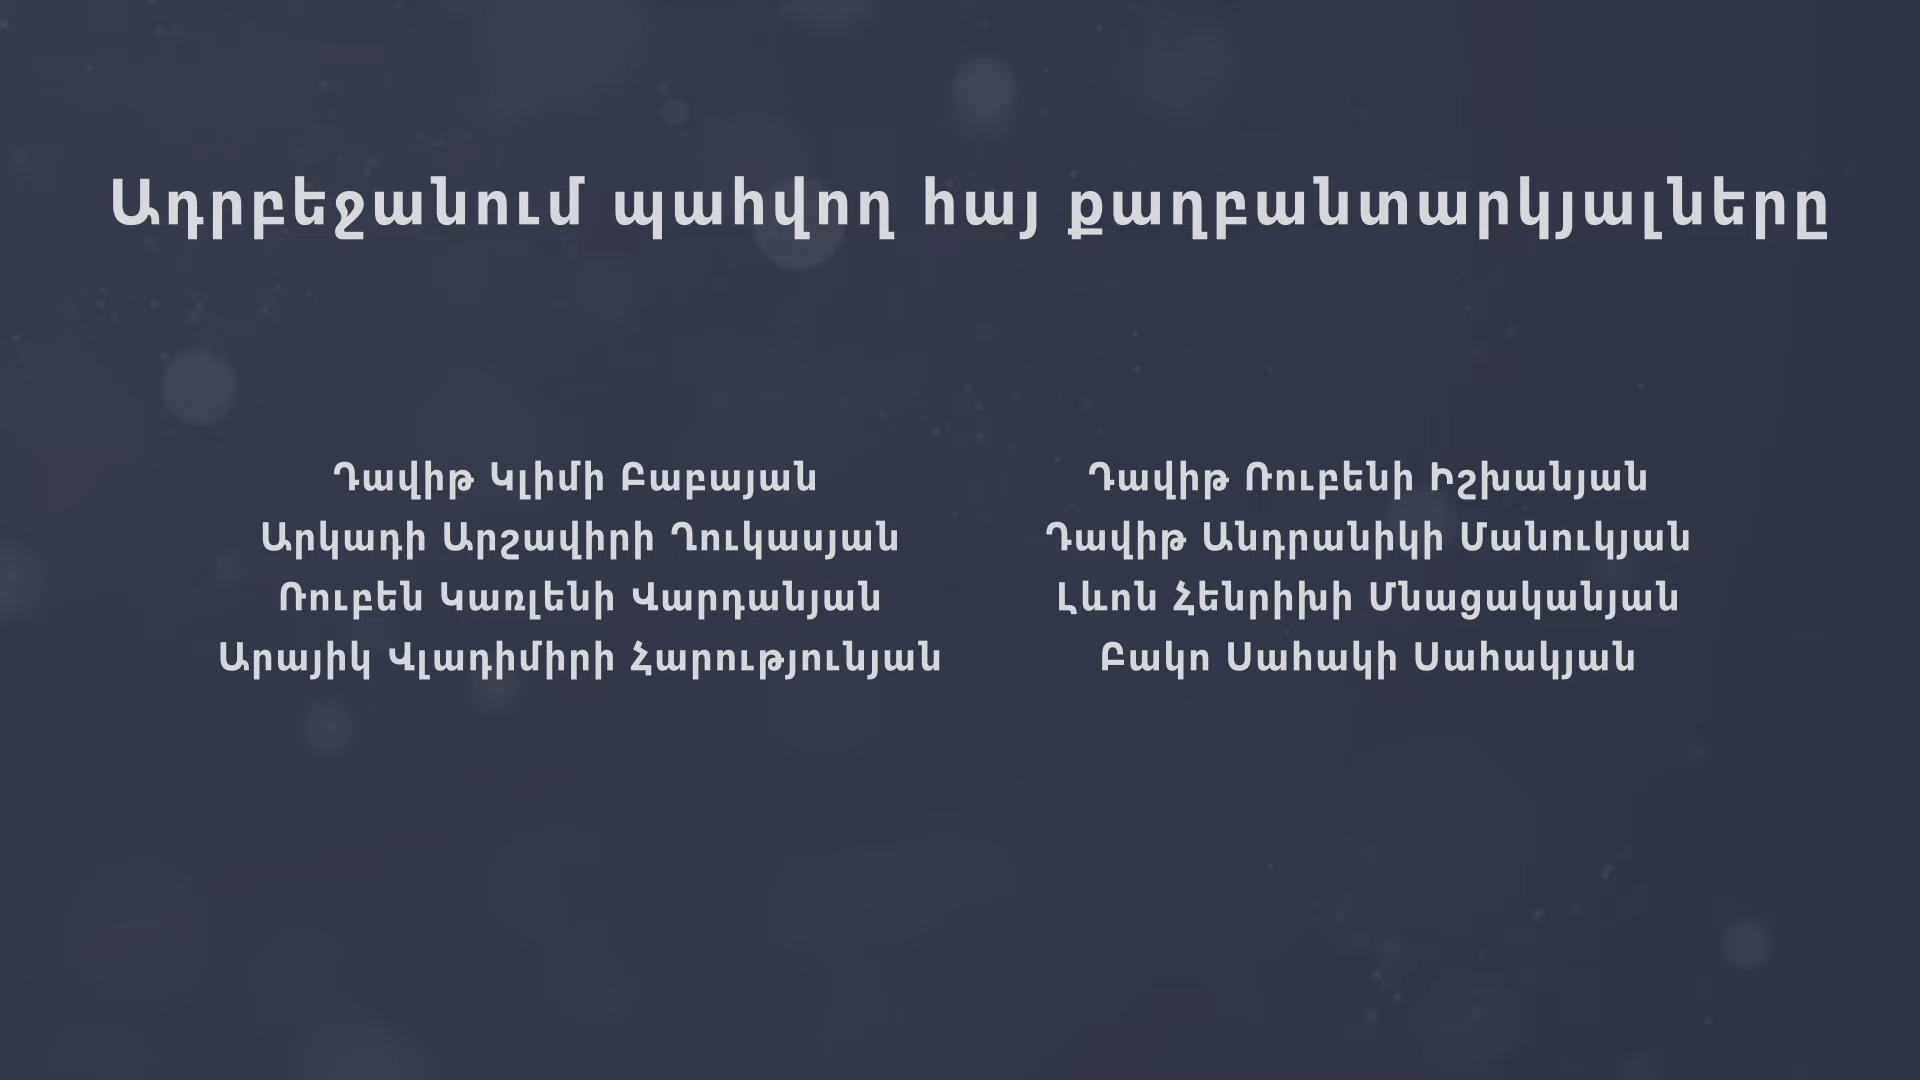 Ադրբեջանում պահվող հայ քաղբանտարկյալները
Դավիթ Կլիմի Բաբայան
Արկադի Արշավիրի Ղուկասյան
Ռուբեն Կառլենի Վարդանյան
Արայիկ Վլադիմիրի Հարությունյան
Դավիթ Ռուբենի Իշխանյան
Դավիթ Անդրանիկի Մանուկյան
Լևոն Հենրիխի Մնացականյան
Բակո Սահակի Սահակյան